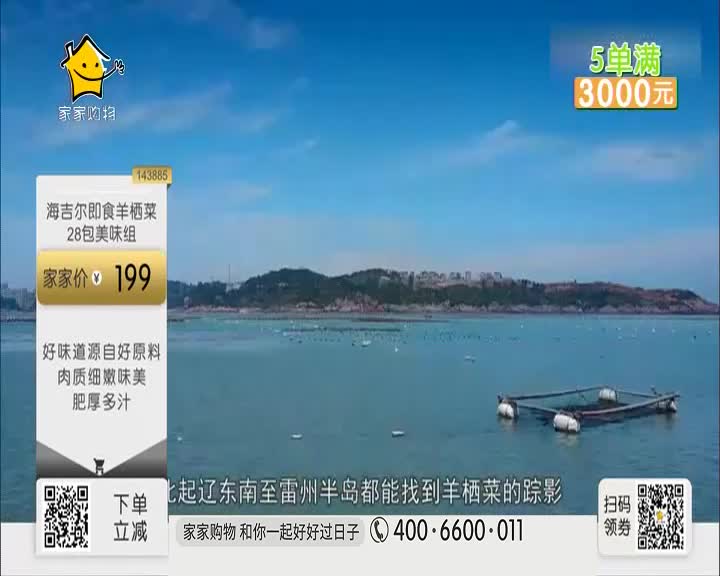 家家购物
5单满
3000元
143885
海吉尔即食羊栖菜
28包美味组
家家价 ¥ 199
好味道源自好原料
肉质细嫩味美
肥厚多汁
北起辽东南至雷州半岛都能找到羊栖菜的踪影
下单
立减
家家购物 和你一起好好过日子
400·6600·011
扫码
领券